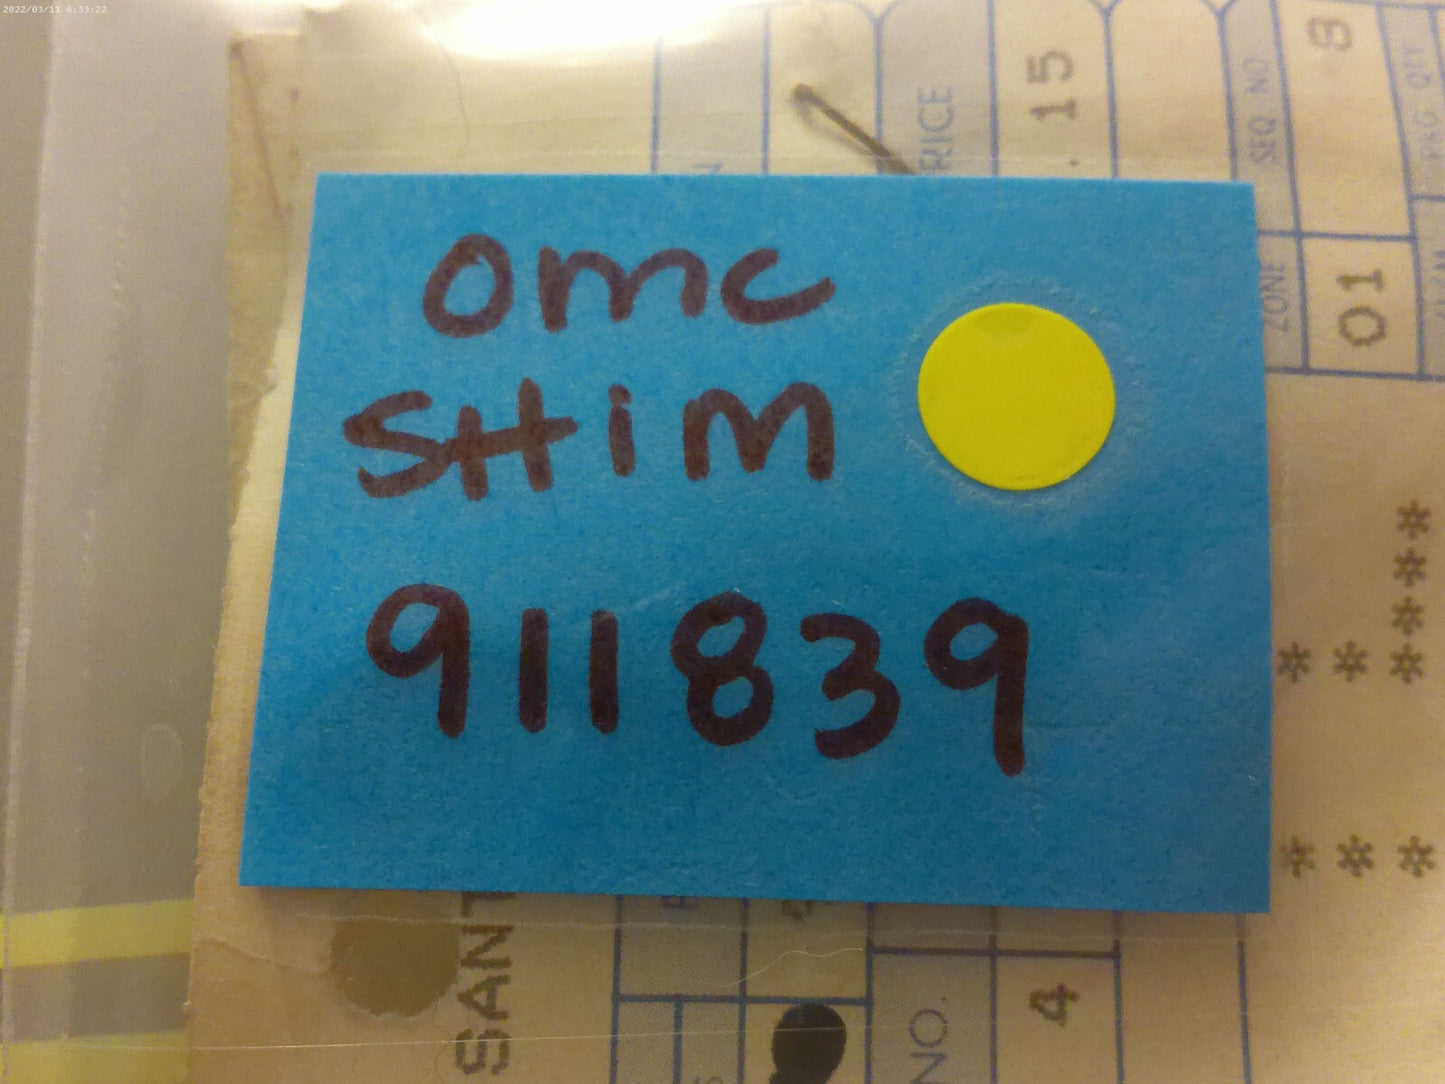 2022/03/11 6:33:22
omc
SHiM
911839
RICE
.15
SEQ. NO.
8
PKG. QTY
ZONE
01
****
* *
* * *
SANT
NO.
4